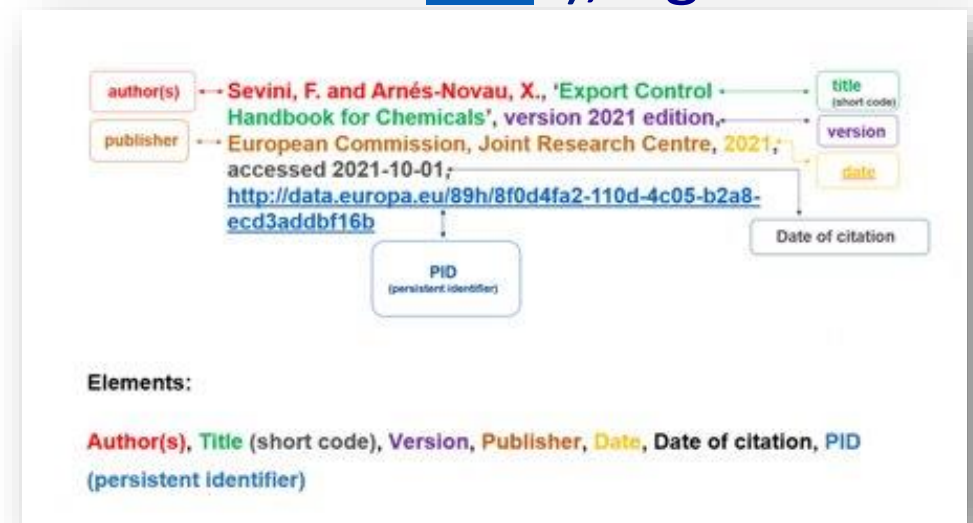 author(s)
Sevini, F. and Arnés-Novau, X., ‘Export Control
title
(short code)
Handbook for Chemicals’, version 2021 edition,
version
publisher
European Commission, Joint Research Centre, 2021,
date
accessed 2021-10-01,
http://data.europa.eu/89h/8f0d4fa2-110d-4c05-b2a8-
ecd3addbf16b
Date of citation
PID
(persistent identifier)
Elements:
Author(s), Title (short code), Version, Publisher, Date, Date of citation, PID
(persistent identifier)